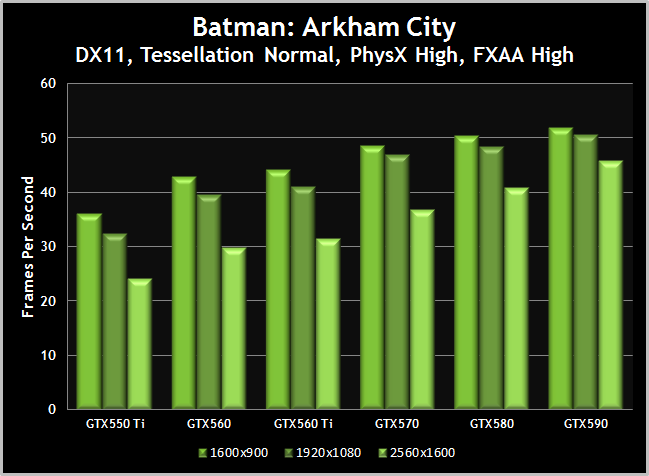 Batman: Arkham City
DX11, Tessellation Normal, PhysX High, FXAA High
Frames Per Second
60
50
40
30
20
10
0
GTX550 Ti GTX560 GTX560 Ti GTX570 GTX580 GTX590
1600x900 1920x1080 2560x1600